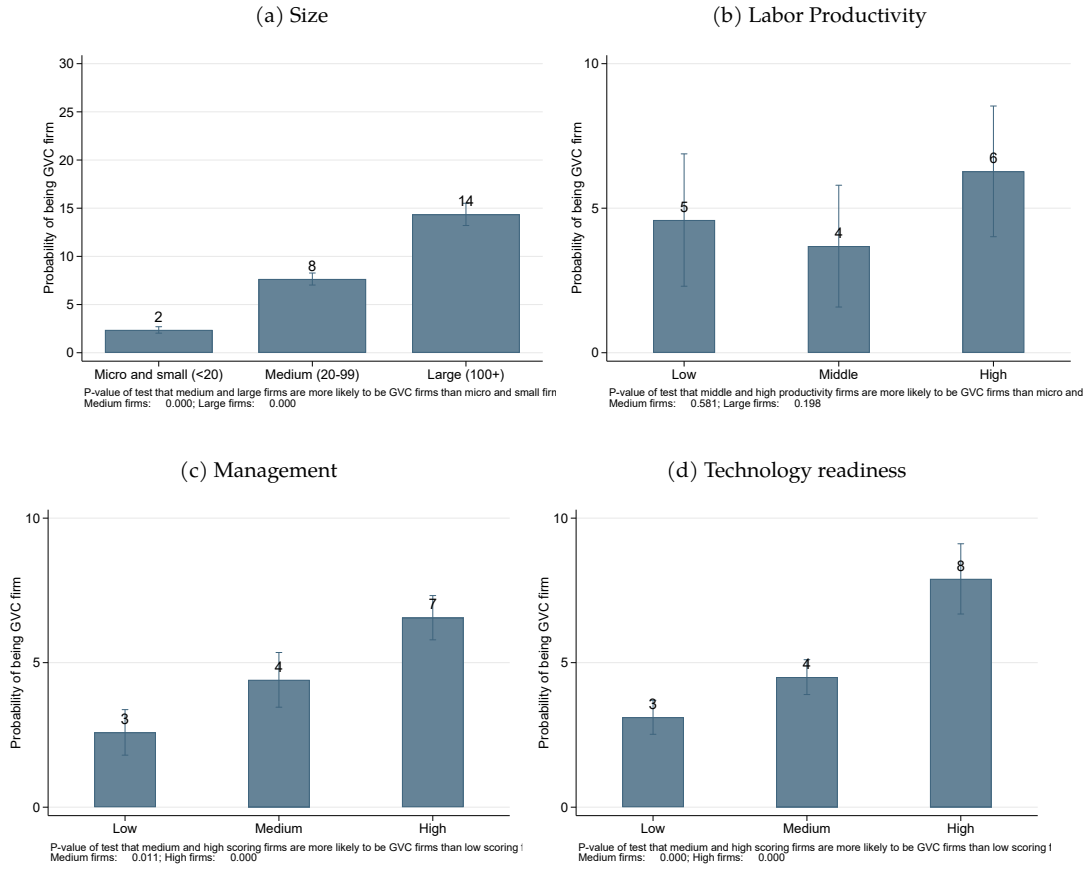 (a) Size
30
25
20
15
10
5
0
Probability of being GVC firm
2
8
14
Micro and small (<20)
Medium (20-99)
Large (100+)
P-value of test that medium and large firms are more likely to be GVC firms than micro and small
Medium firms: 0.000; Large firms: 0.000
(b) Labor Productivity
10
5
0
Probability of being GVC firm
5
4
6
Low
Middle
High
P-value of test that middle and high productivity firms are more likely to be GVC firms than micro and
Medium firms: 0.581; Large firms: 0.198
(c) Management
10
5
0
Probability of being GVC firm
3
4
7
Low
Medium
High
P-value of test that medium and high scoring firms are more likely to be GVC firms than low scoring
Medium firms: 0.011; High firms: 0.000
(d) Technology readiness
10
5
0
Probability of being GVC firm
3
4
8
Low
Medium
High
P-value of test that medium and high scoring firms are more likely to be GVC firms than low scoring
Medium firms: 0.000; High firms: 0.000